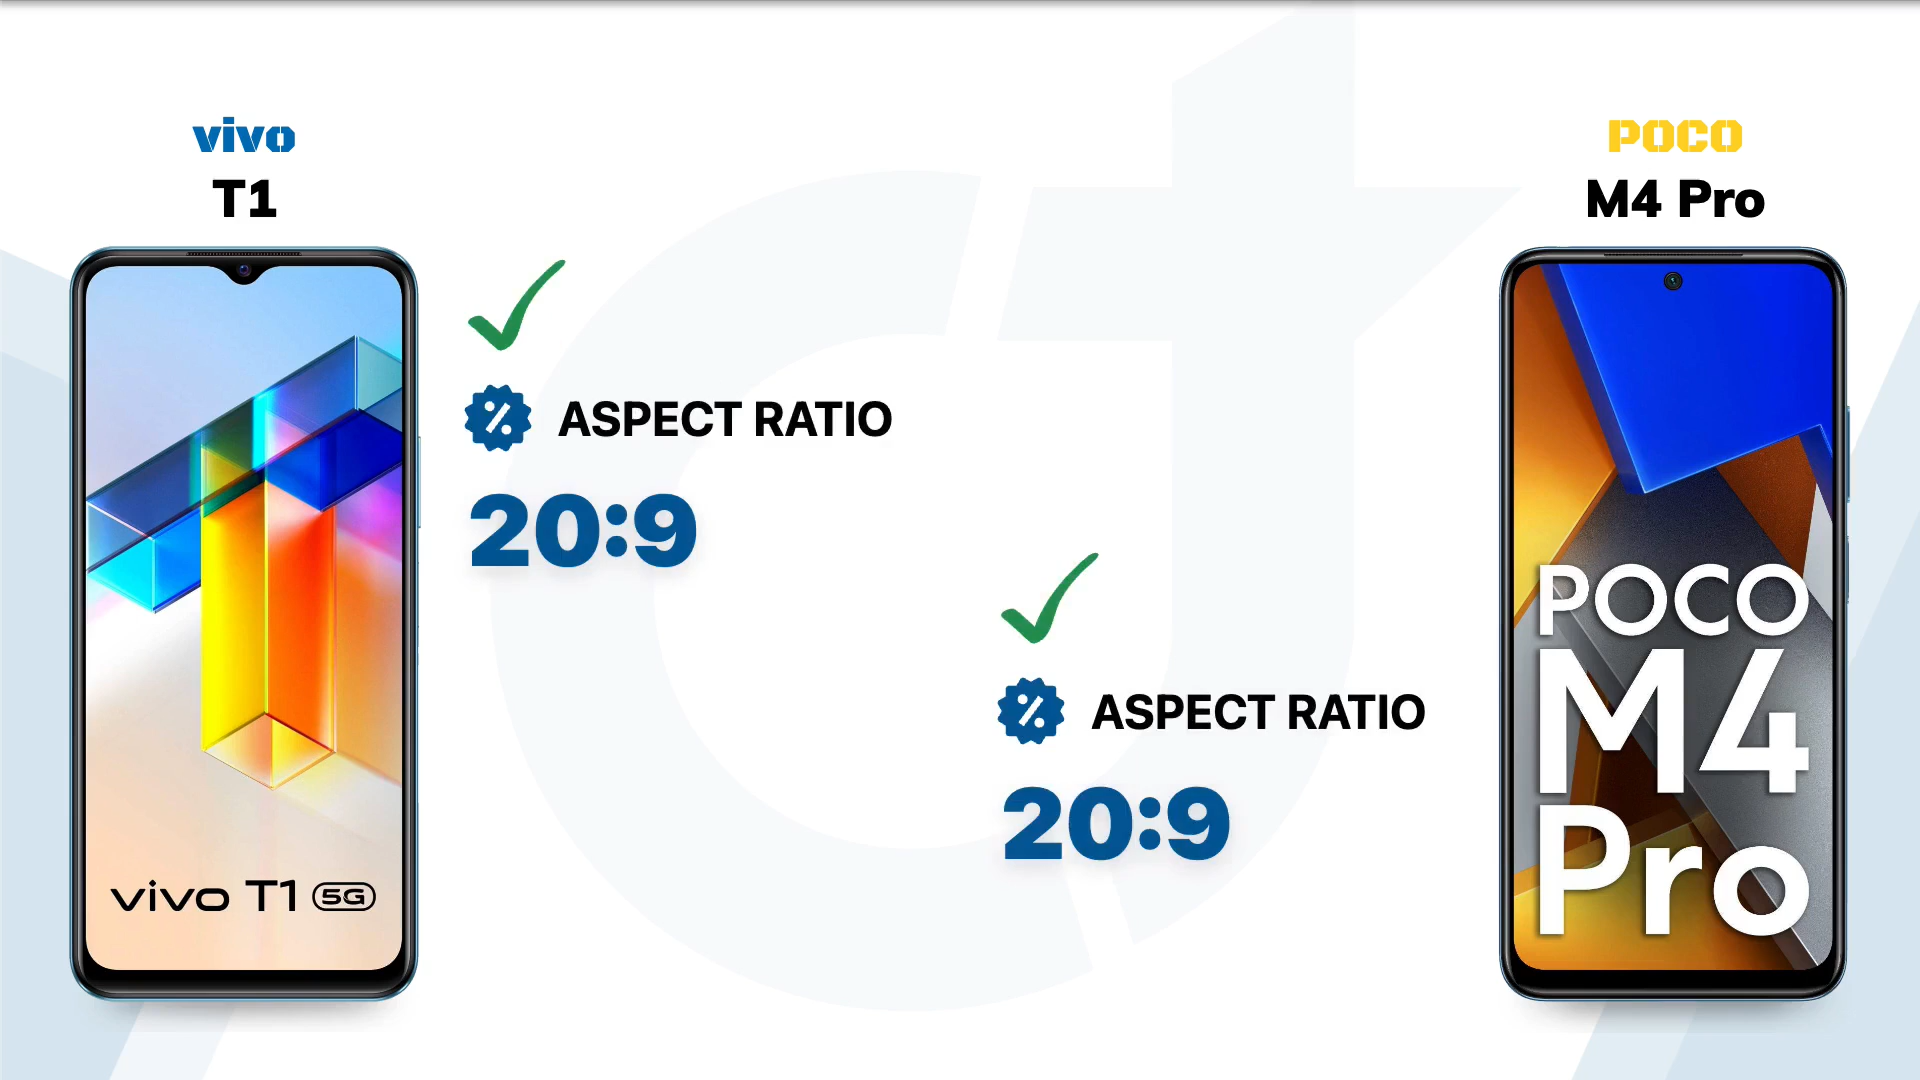 vivo
T1
ASPECT RATIO
20:9
vivo T1 5G
POCO
M4 Pro
ASPECT RATIO
20:9
POCO
M4
Pro